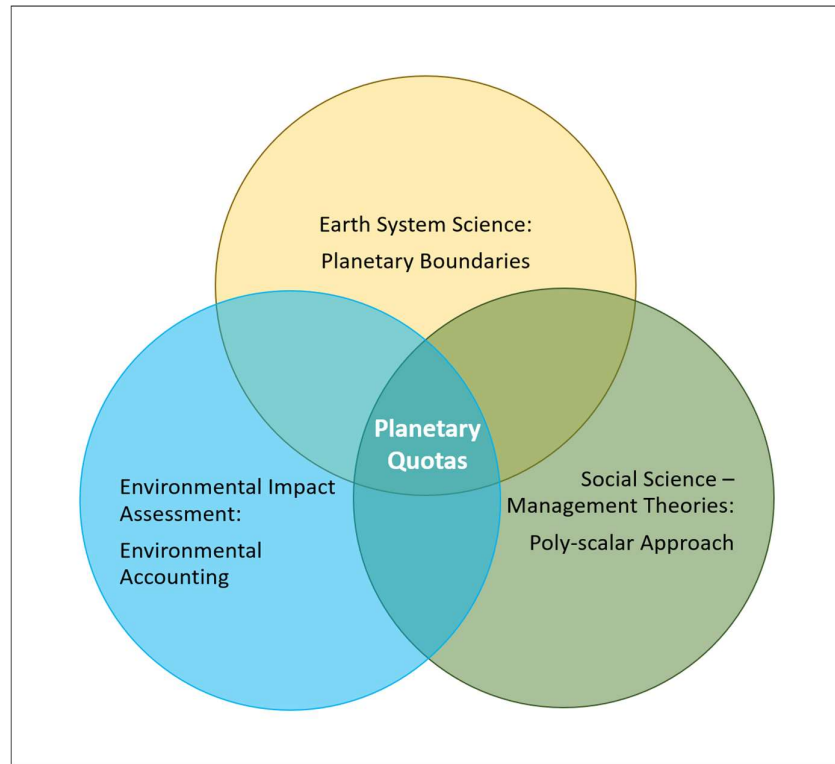 Earth System Science:
Planetary Boundaries
Planetary
Quotas
Environmental Impact
Assessment:
Environmental
Accounting
Social Science –
Management Theories:
Poly-scalar Approach